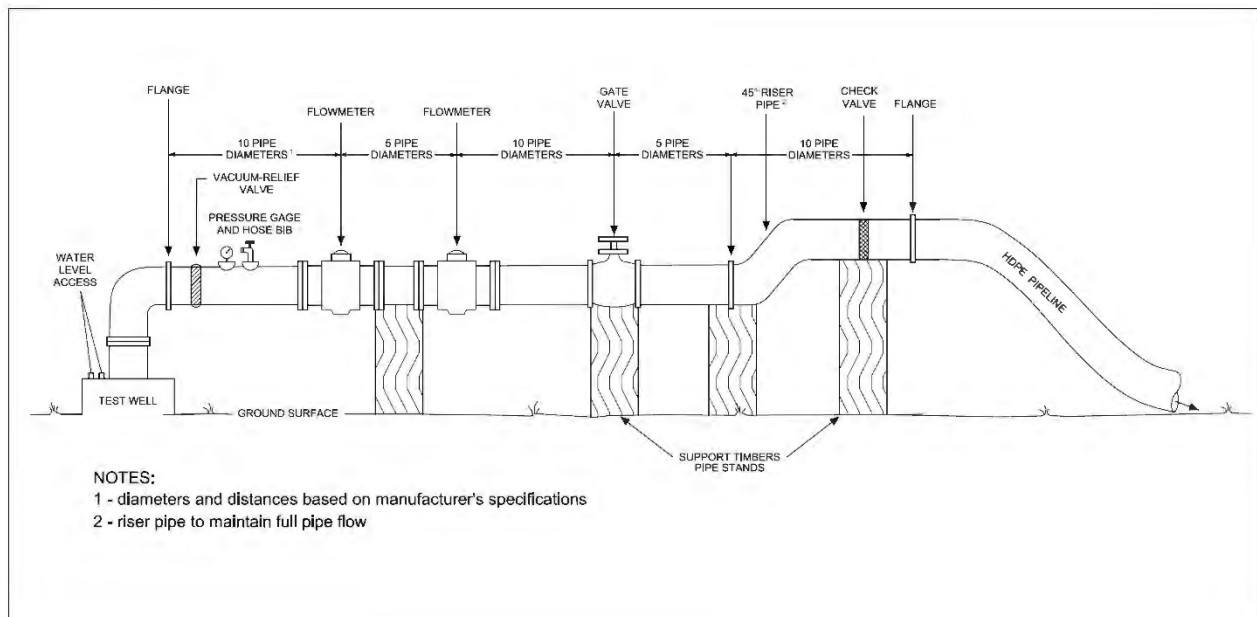 FLANGE
FLOWMETER
FLOWMETER
GATE
VALVE
45° RISER
PIPE 2
CHECK
VALVE
FLANGE
10 PIPE
DIAMETERS 1
5 PIPE
DIAMETERS
10 PIPE
DIAMETERS
5 PIPE
DIAMETERS
10 PIPE
DIAMETERS
VACUUM-RELIEF
VALVE
PRESSURE GAGE
AND HOSE BIB
WATER
LEVEL
ACCESS
HDPE PIPELINE
TEST WELL
GROUND SURFACE
SUPPORT TIMBERS
PIPE STANDS
NOTES:
1 - diameters and distances based on manufacturer's specifications
2 - riser pipe to maintain full pipe flow